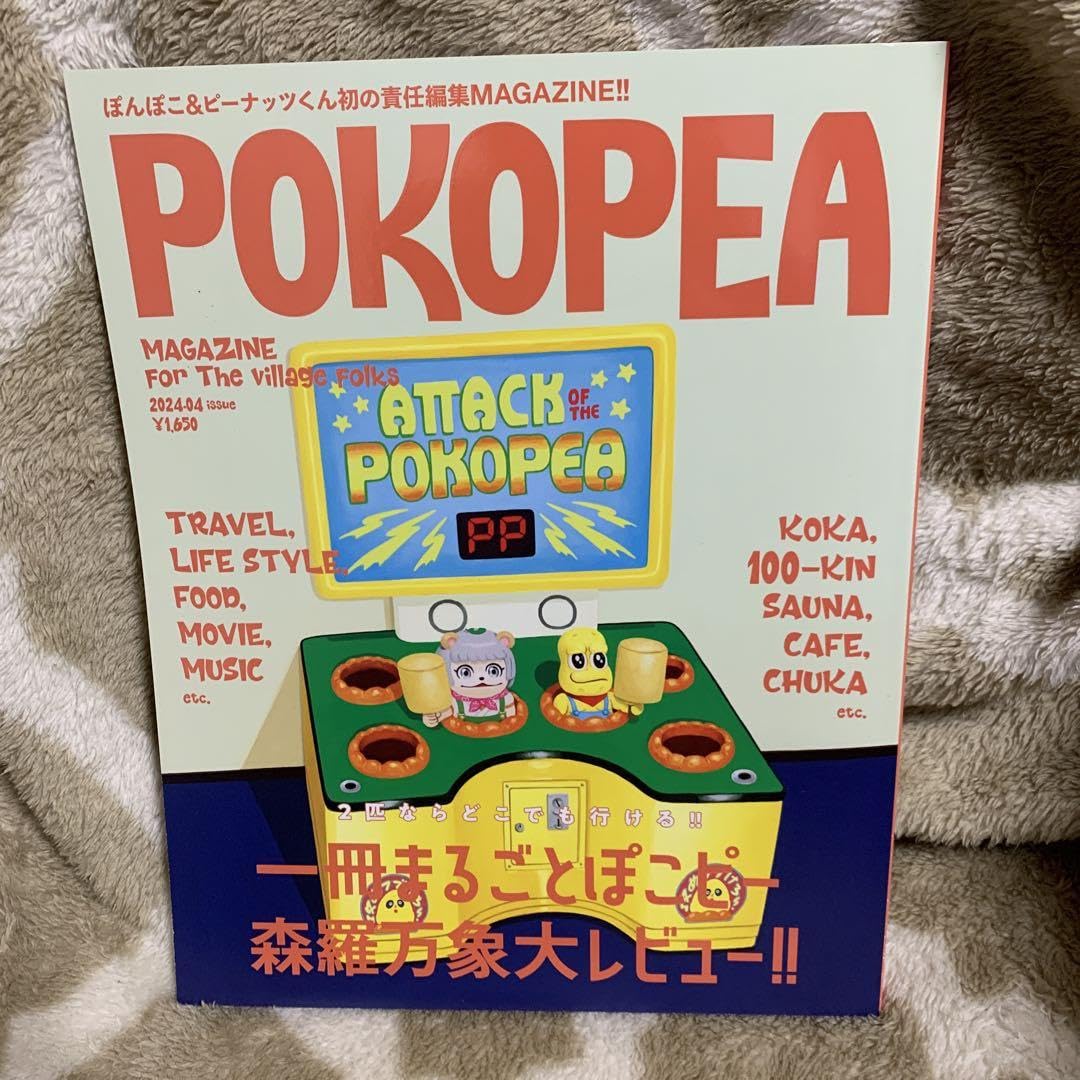 ぽんぽこ&ピーナッツくん初の責任編集MAGAZINE!!
POKOPEA
MAGAZINE
For The Village Folks
2024-04 issue
¥1,650
ATTACK OF THE
POKOPEA
PP
TRAVEL,
LIFE STYLE,
FOOD,
MOVIE,
MUSIC
etc.
KOKA,
100-KIN
SAUNA,
CAFE,
CHUKA
etc.
2匹ならどこでも行ける!!
一冊まるごとぽこピー
森羅万象大レビュー!!